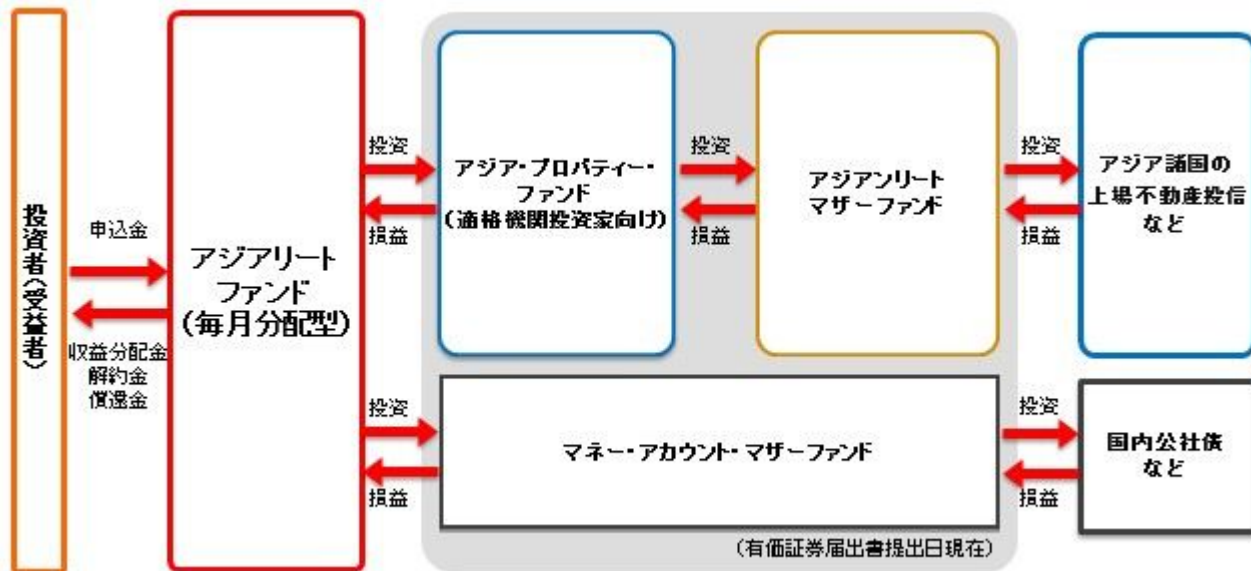 投資者(受益者)
申込金
収益分配金
解約金
償還金
アジアリート
ファンド
(毎月分配型)
投資
損益
アジア・プロパティー・
ファンド
(適格機関投資家向け)
投資
損益
アジアンリート
マザーファンド
投資
損益
アジア諸国の
上場不動産投信
など
投資
損益
マネー・アカウント・マザーファンド
投資
損益
国内公社債
など
(有価証券届出書提出日現在)